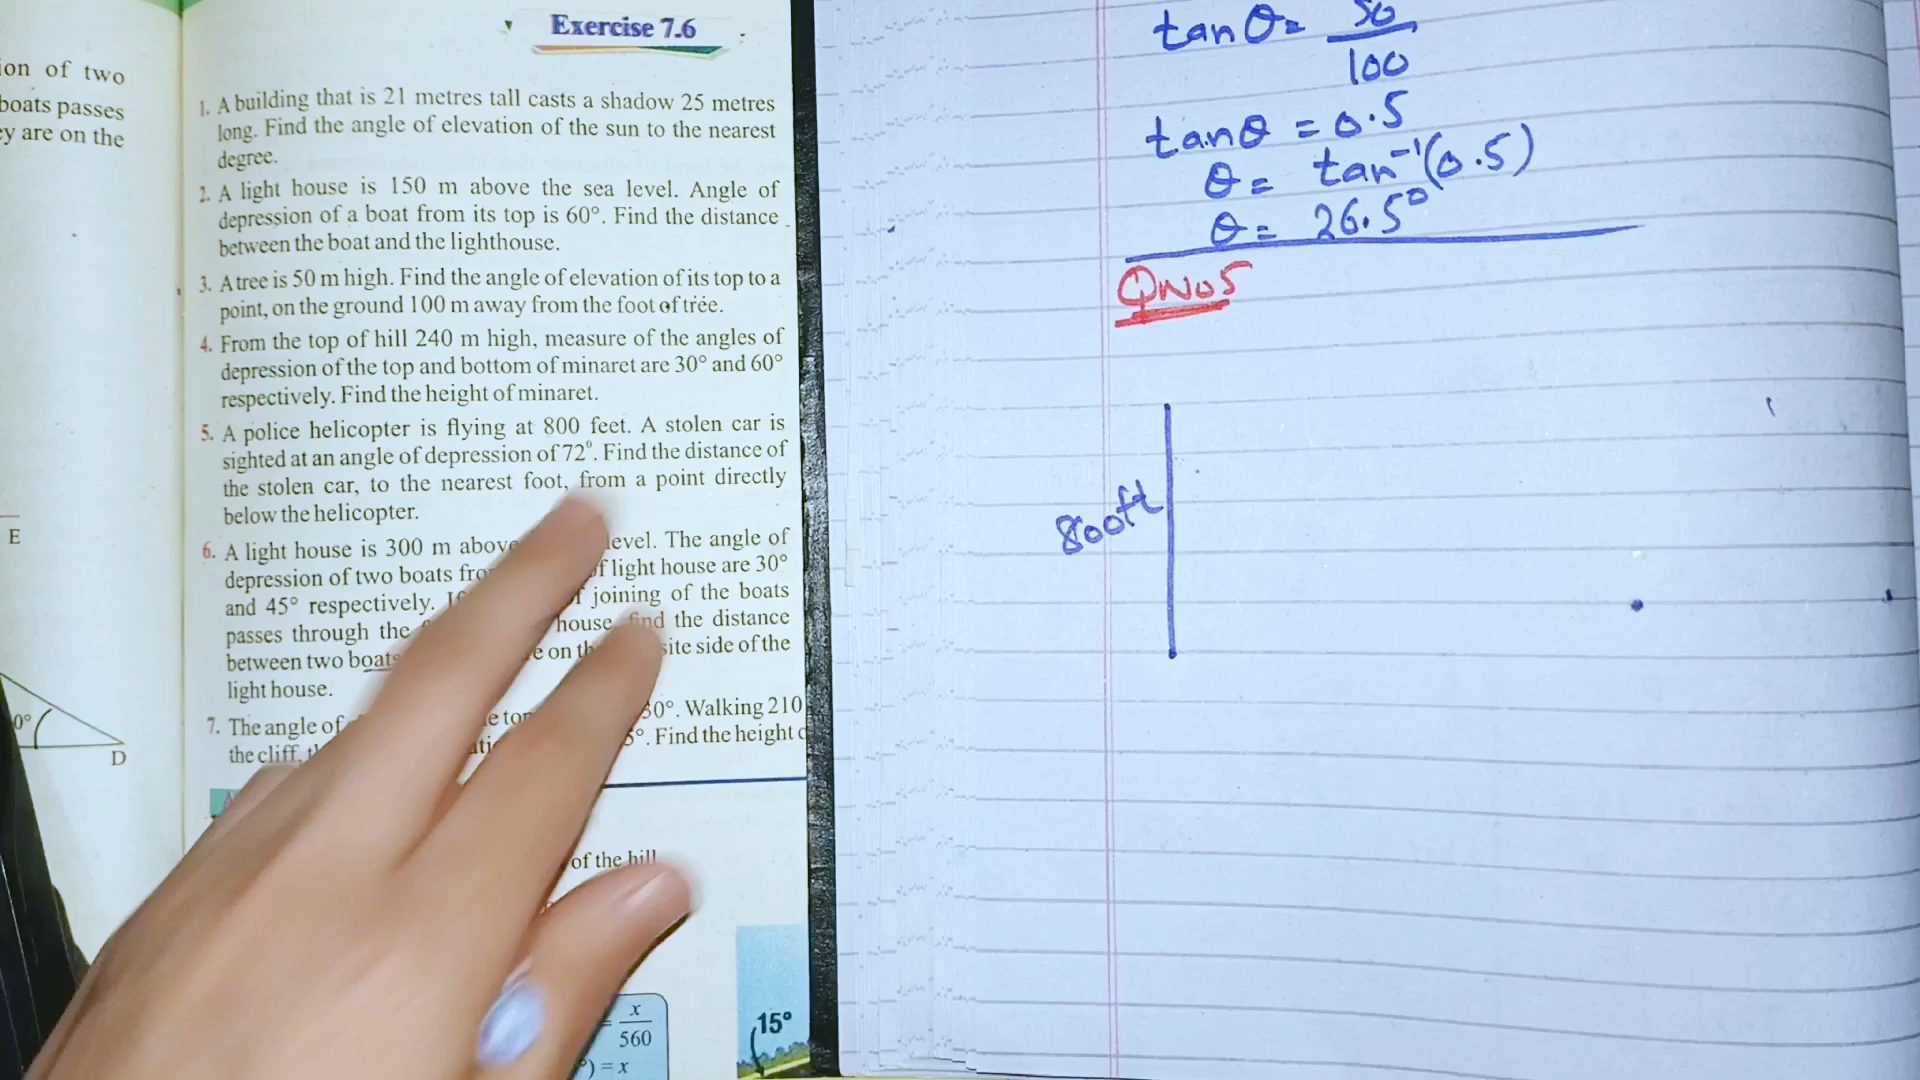 ion of two
boats passes
ey are on the
E
0°
D
Exercise 7.6
1. A building that is 21 metres tall casts a shadow 25 metres
long. Find the angle of elevation of the sun to the nearest
degree.
2. A light house is 150 m above the sea level. Angle of
depression of a boat from its top is 60°. Find the distance
between the boat and the lighthouse.
3. A tree is 50 m high. Find the angle of elevation of its top to a
point, on the ground 100 m away from the foot of tree.
4. From the top of hill 240 m high, measure of the angles of
depression of the top and bottom of minaret are 30° and 60°
respectively. Find the height of minaret.
5. A police helicopter is flying at 800 feet. A stolen car is
sighted at an angle of depression of 72°. Find the distance of
the stolen car, to the nearest foot, from a point directly
below the helicopter.
6. A light house is 300 m above level. The angle of
depression of two boats of light house are 30°
and 45° respectively. joining of the boats
passes through the house, find the distance
between two boats on site side of the
light house.
7. The angle of 30°. Walking 210
the cliff, Find the height
of the hill
x
560
) = x
15°
tan θ = 50
100
tan θ = 0.5
θ = tan⁻¹(0.5)
θ = 26.5°
QNo5
800ft